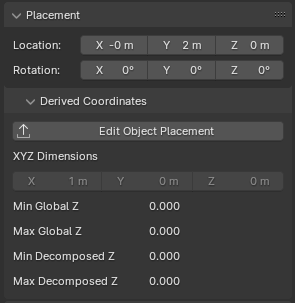 Placement
Location: X -0 m Y 2 m Z 0 m
Rotation: X 0° Y 0° Z 0°
Derived Coordinates
Edit Object Placement
XYZ Dimensions
X 1 m Y 0 m Z 0 m
Min Global Z 0.000
Max Global Z 0.000
Min Decomposed Z 0.000
Max Decomposed Z 0.000